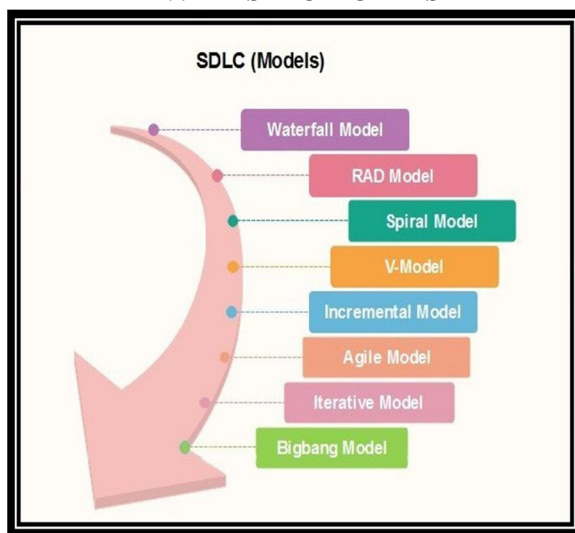 SDLC (Models)
Waterfall Model
RAD Model
Spiral Model
V-Model
Incremental Model
Agile Model
Iterative Model
Bigbang Model